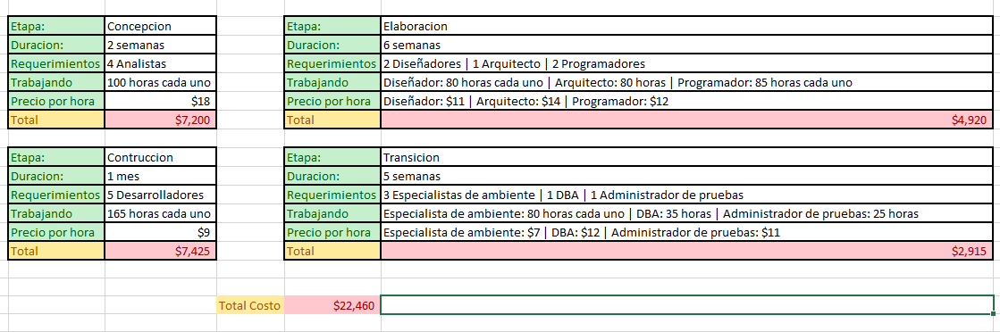 Etapa: Concepcion
Duracion: 2 semanas
Requerimientos 4 Analistas
Trabajando 100 horas cada uno
Precio por hora $18
Total $7,200
Etapa: Elaboracion
Duracion: 6 semanas
Requerimientos 2 Diseñadores | 1 Arquitecto | 2 Programadores
Trabajando Diseñador: 80 horas cada uno | Arquitecto: 80 horas | Programador: 85 horas cada uno
Precio por hora Diseñador: $11 | Arquitecto: $14 | Programador: $12
Total $4,920
Etapa: Contruccion
Duracion: 1 mes
Requerimientos 5 Desarrolladores
Trabajando 165 horas cada uno
Precio por hora $9
Total $7,425
Etapa: Transicion
Duracion: 5 semanas
Requerimientos 3 Especialistas de ambiente | 1 DBA | 1 Administrador de pruebas
Trabajando Especialista de ambiente: 80 horas cada uno | DBA: 35 horas | Administrador de pruebas: 25 horas
Precio por hora Especialista de ambiente: $7 | DBA: $12 | Administrador de pruebas: $11
Total $2,915
Total Costo $22,460